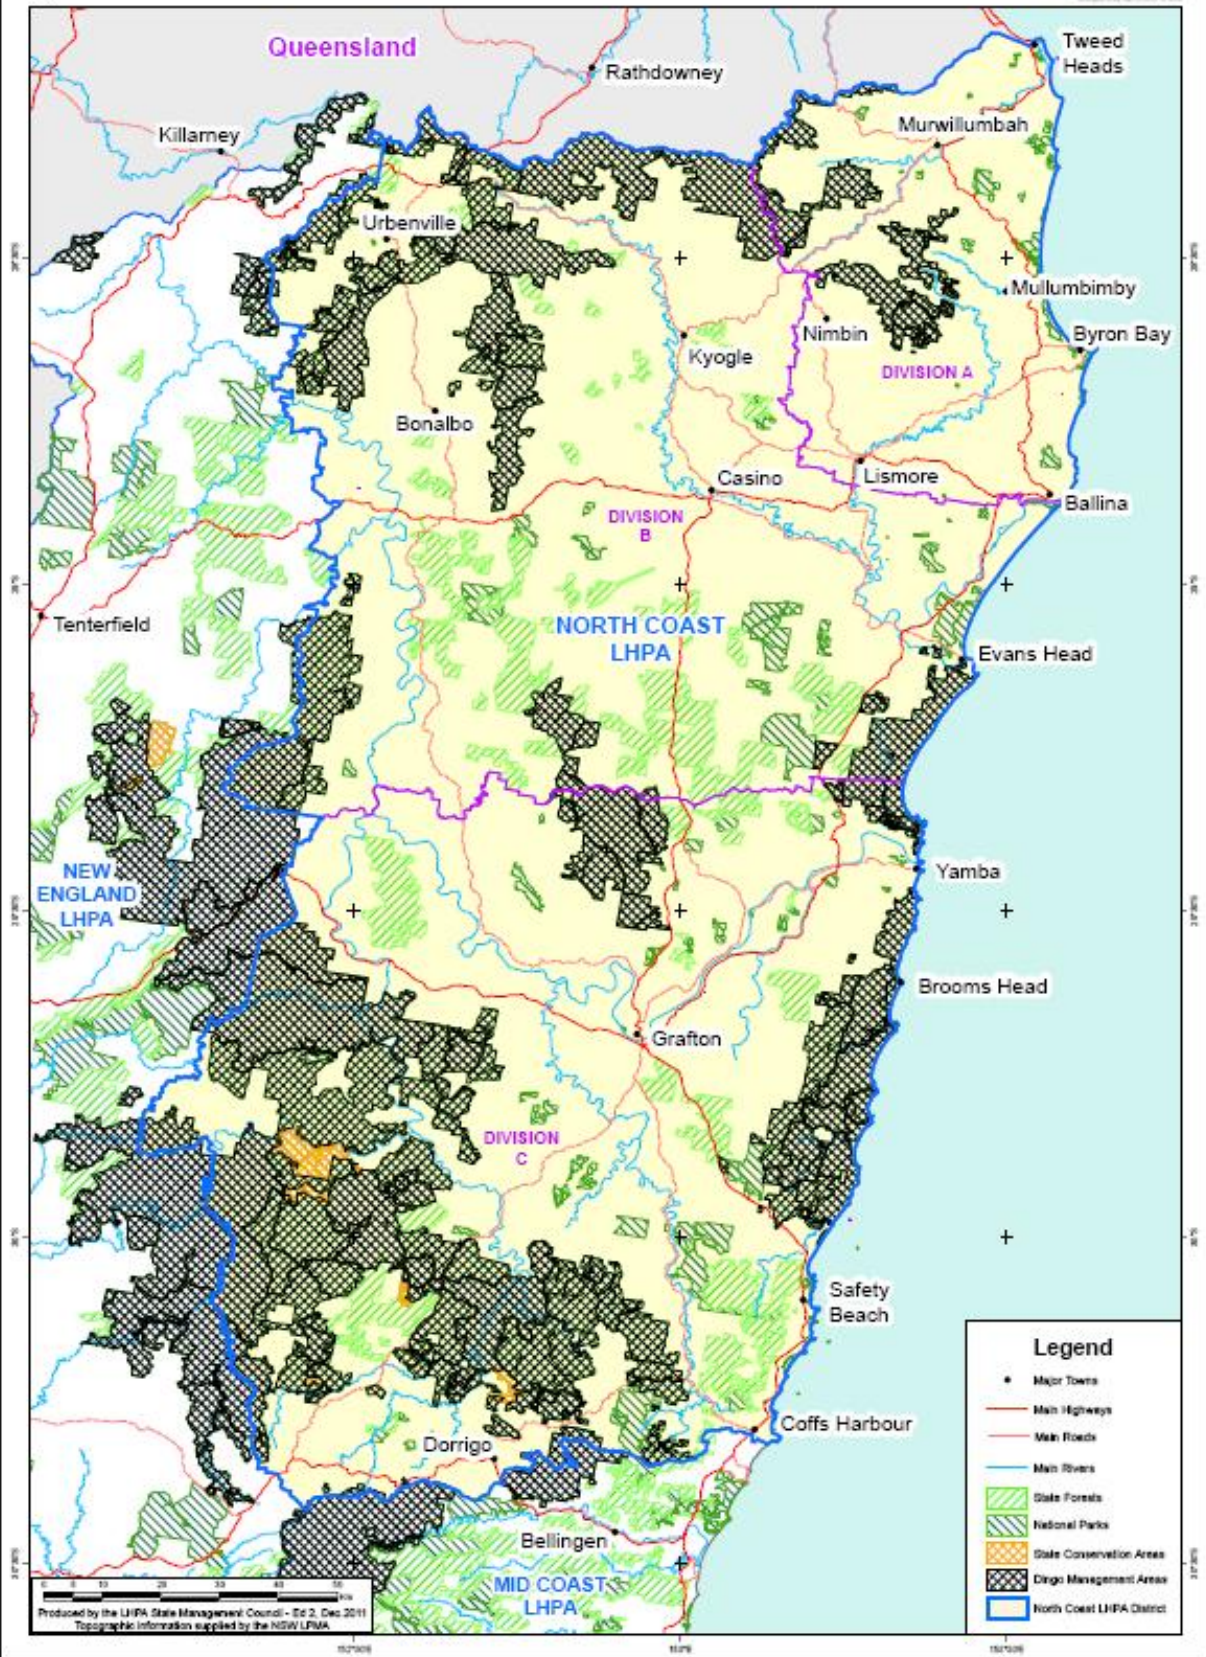 Queensland
Rathdowney
Tweed
Heads
Killarney
Murwillumbah
Urbenville
Mullumbimby
Nimbin
Byron Bay
Kyogle
DIVISION A
Bonalbo
Casino
Lismore
Ballina
DIVISION
B
Tenterfield
NORTH COAST
LHPA
Evans Head
NEW
ENGLAND
LHPA
Yamba
Brooms Head
Grafton
DIVISION
C
Safety
Beach
Coffs Harbour
Dorrigo
Bellingen
MID COAST
LHPA
Legend
Major Towns
Main Highways
Main Roads
Main Rivers
State Forests
National Parks
State Conservation Areas
Dingo Management Areas
North Coast LHPA District
Produced by the LHPA State Management Council - Ed 2, Dec 2011
Topographic information supplied by the NSW LPMA